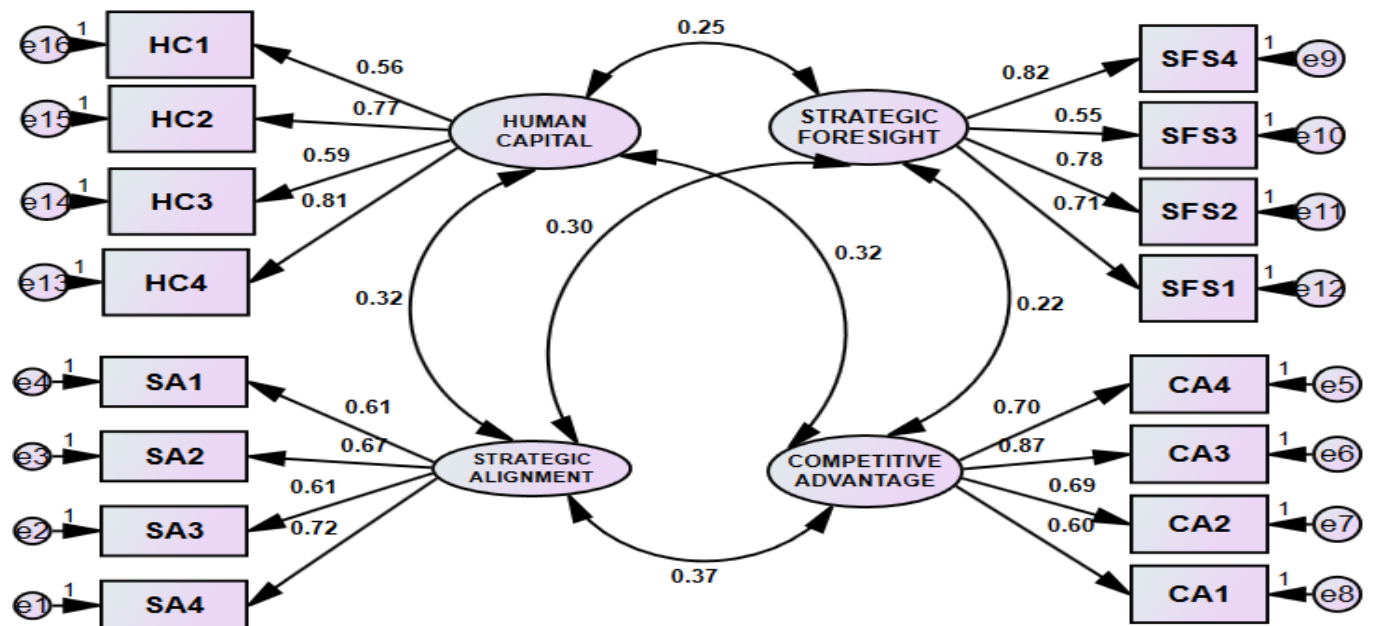 0.25
e16 1 HC1
0.56
e15 1 HC2
0.77
e14 1 HC3
0.59
e13 1 HC4
0.81
HUMAN
CAPITAL
STRATEGIC
FORESIGHT
0.82
SFS4 1 e9
0.55
SFS3 1 e10
0.78
SFS2 1 e11
0.71
SFS1 1 e12
0.30
0.32
0.32
0.22
e4 1 SA1
0.61
e3 1 SA2
0.67
e2 1 SA3
0.61
e1 1 SA4
0.72
STRATEGIC
ALIGNMENT
COMPETITIVE
ADVANTAGE
0.70
CA4 1 e5
0.87
CA3 1 e6
0.69
CA2 1 e7
0.60
CA1 1 e8
0.37